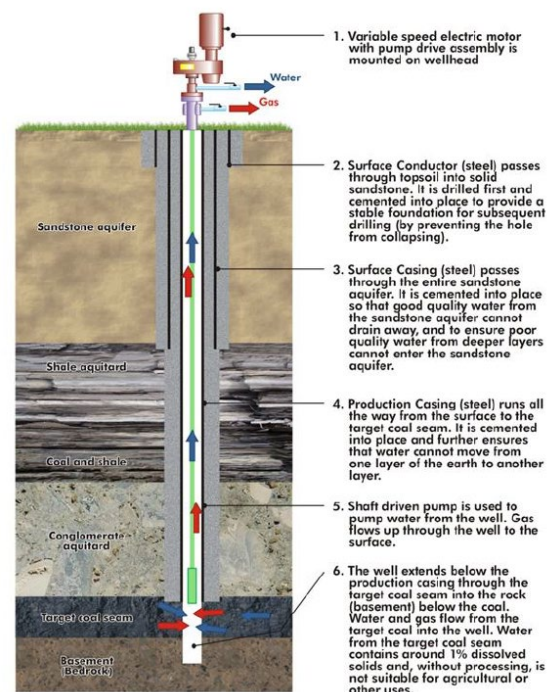 1. Variable speed electric motor
with pump drive assembly is
mounted on wellhead
Water
Gas
2. Surface Conductor (steel) passes
through topsoil into solid
sandstone. It is drilled first and
cemented into place to provide a
stable foundation for subsequent
drilling (by preventing the hole
from collapsing).
Sandstone aquifer
3. Surface Casing (steel) passes
through the entire sandstone
aquifer. It is cemented into place
so that good quality water from
the sandstone aquifer cannot
drain away, and to ensure poor
quality water from deeper layers
cannot enter the sandstone
aquifer.
Shale aquitard
4. Production Casing (steel) runs all
the way from the surface to the
target coal seam. It is cemented
into place and further ensures
that water cannot move from
one layer of the earth to another
layer.
Coal and shale
5. Shaft driven pump is used to
pump water from the well. Gas
flows up through the well to the
surface.
Conglomerate
aquitard
6. The well extends below the
production casing through the
target coal seam into the rock
(basement) below the coal.
Water and gas flow from the
target coal into the well. Water
from the target coal seam
contains around 1% dissolved
solids and, without processing, is
not suitable for agricultural or
other uses
Target coal seam
Basement
(Bedrock)